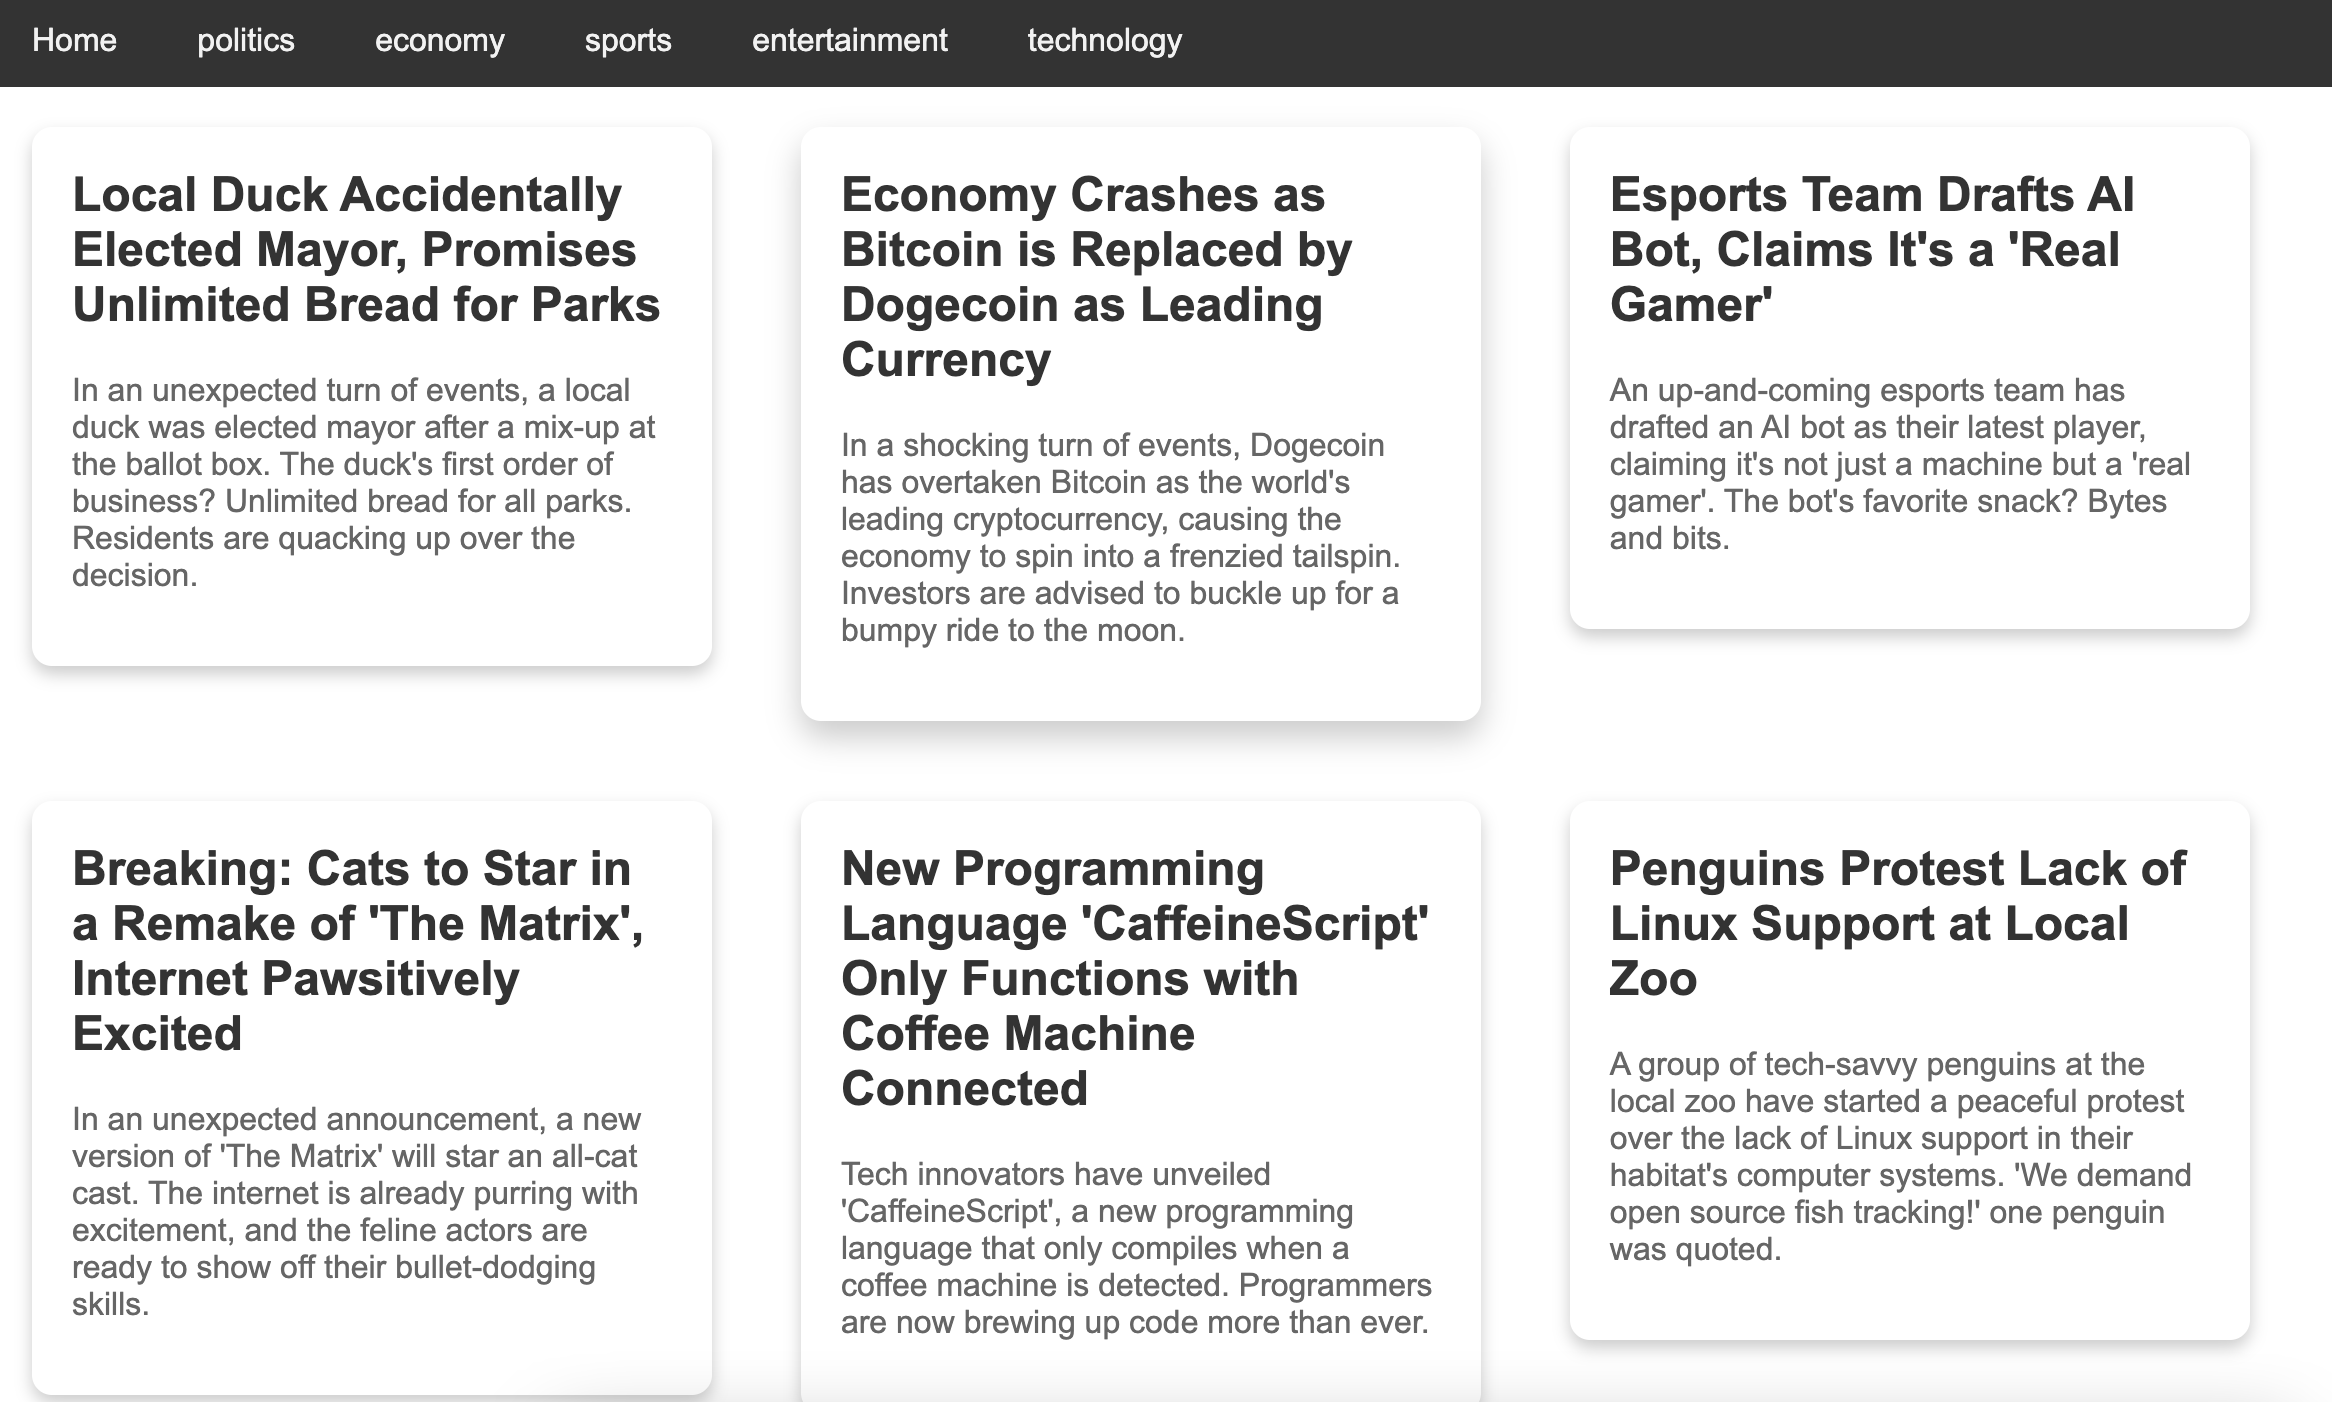 Home politics economy sports entertainment technology
Local Duck Accidentally
Elected Mayor, Promises
Unlimited Bread for Parks
In an unexpected turn of events, a local
duck was elected mayor after a mix-up at
the ballot box. The duck's first order of
business? Unlimited bread for all parks.
Residents are quacking up over the
decision.
Economy Crashes as
Bitcoin is Replaced by
Dogecoin as Leading
Currency
In a shocking turn of events, Dogecoin
has overtaken Bitcoin as the world's
leading cryptocurrency, causing the
economy to spin into a frenzied tailspin.
Investors are advised to buckle up for a
bumpy ride to the moon.
Esports Team Drafts AI
Bot, Claims It's a 'Real
Gamer'
An up-and-coming esports team has
drafted an AI bot as their latest player,
claiming it's not just a machine but a 'real
gamer'. The bot's favorite snack? Bytes
and bits.
Breaking: Cats to Star in
a Remake of 'The Matrix',
Internet Pawsitively
Excited
In an unexpected announcement, a new
version of 'The Matrix' will star an all-cat
cast. The internet is already purring with
excitement, and the feline actors are
ready to show off their bullet-dodging
skills.
New Programming
Language 'CaffeineScript'
Only Functions with
Coffee Machine
Connected
Tech innovators have unveiled
'CaffeineScript', a new programming
language that only compiles when a
coffee machine is detected. Programmers
are now brewing up code more than ever.
Penguins Protest Lack of
Linux Support at Local
Zoo
A group of tech-savvy penguins at the
local zoo have started a peaceful protest
over the lack of Linux support in their
habitat's computer systems. 'We demand
open source fish tracking!' one penguin
was quoted.